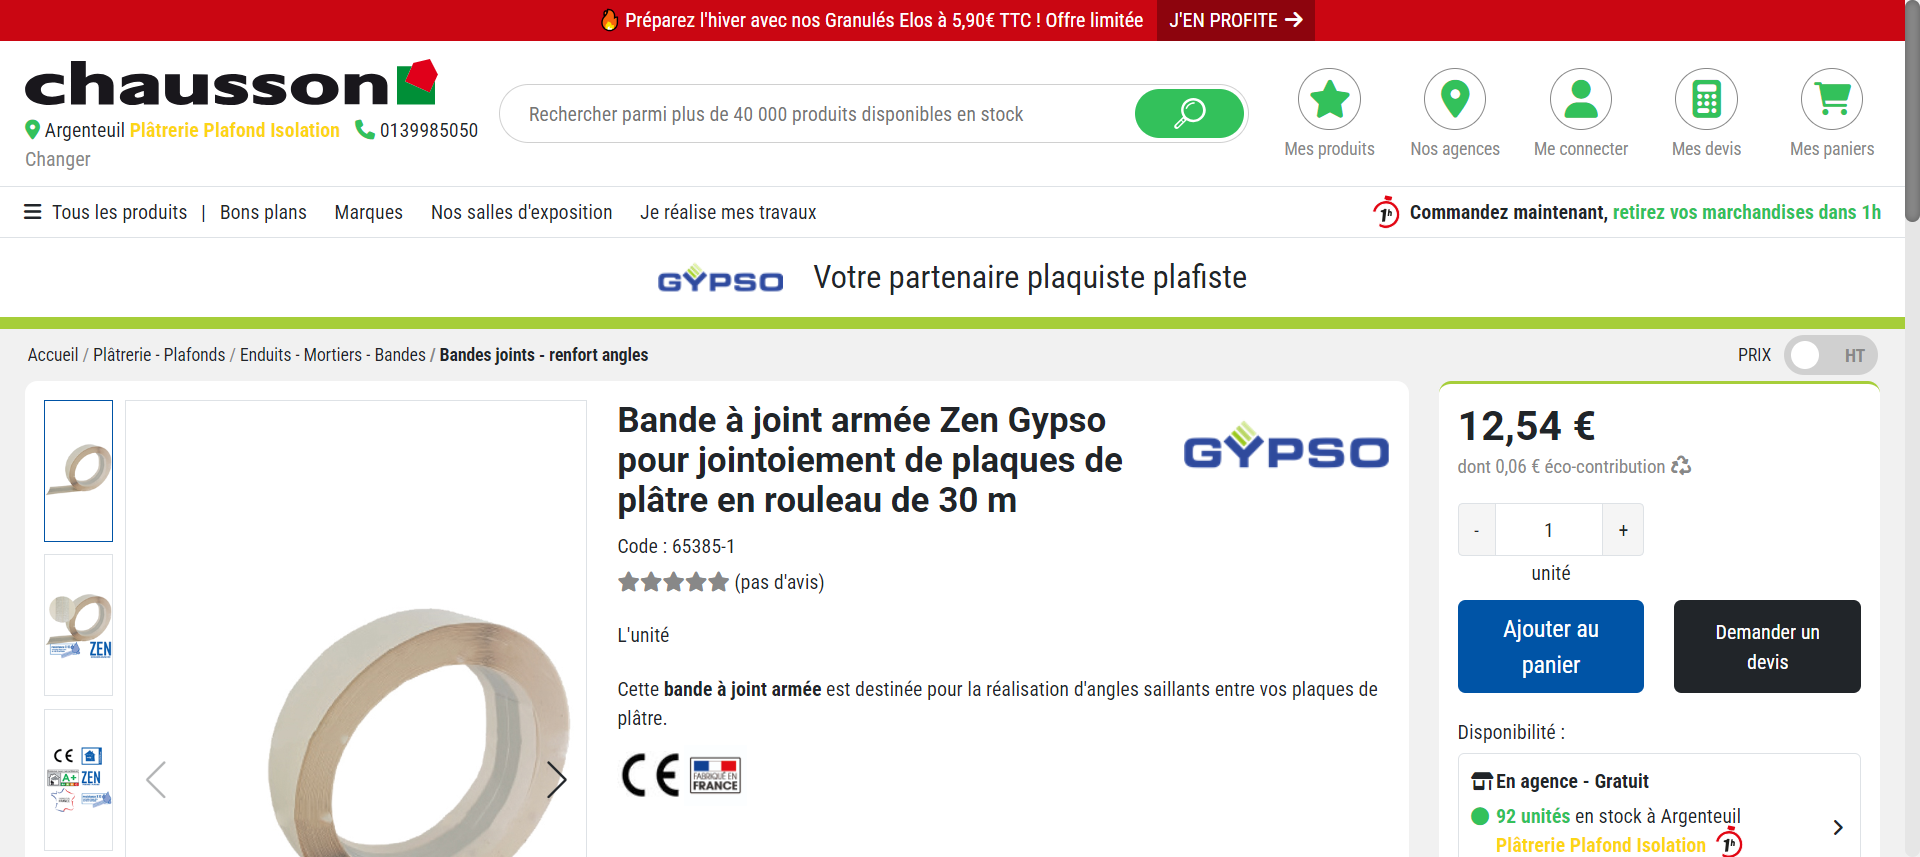 Préparez l'hiver avec nos Granulés Elos à 5,90€ TTC ! Offre limitée J'EN PROFITE
chausson
Argenteuil Plâtrerie Plafond Isolation 0139985050
Changer
Rechercher parmi plus de 40 000 produits disponibles en stock
Mes produits
Nos agences
Me connecter
Mes devis
Mes paniers
Tous les produits | Bons plans Marques Nos salles d'exposition Je réalise mes travaux
1h Commandez maintenant, retirez vos marchandises dans 1h
GYPSO Votre partenaire plaquiste plafiste
Accueil / Plâtrerie - Plafonds / Enduits - Mortiers - Bandes / Bandes joints - renfort angles
PRIX HT
ZEN
CE
A+ ZEN
Bande à joint armée Zen Gypso
pour jointoiement de plaques de
plâtre en rouleau de 30 m
GYPSO
Code : 65385-1
(pas d'avis)
L'unité
Cette bande à joint armée est destinée pour la réalisation d'angles saillants entre vos plaques de
plâtre.
CE FABRIQUÉ EN
FRANCE
12,54 €
dont 0,06 € éco-contribution
- 1 +
unité
Ajouter au
panier
Demander un
devis
Disponibilité :
En agence - Gratuit
92 unités en stock à Argenteuil
Plâtrerie Plafond Isolation 1h